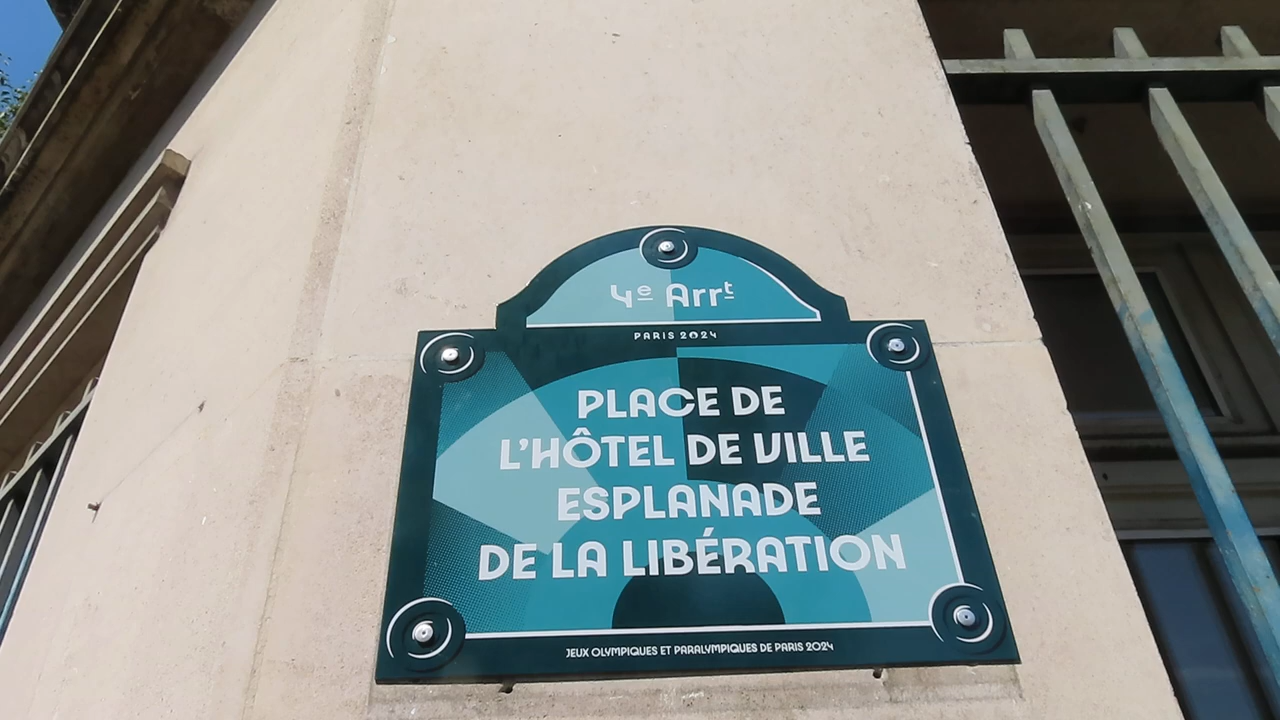 4e Arrt
PARIS 2024
PLACE DE
L'HÔTEL DE VILLE
ESPLANADE
DE LA LIBÉRATION
JEUX OLYMPIQUES ET PARALYMPIQUES DE PARIS 2024